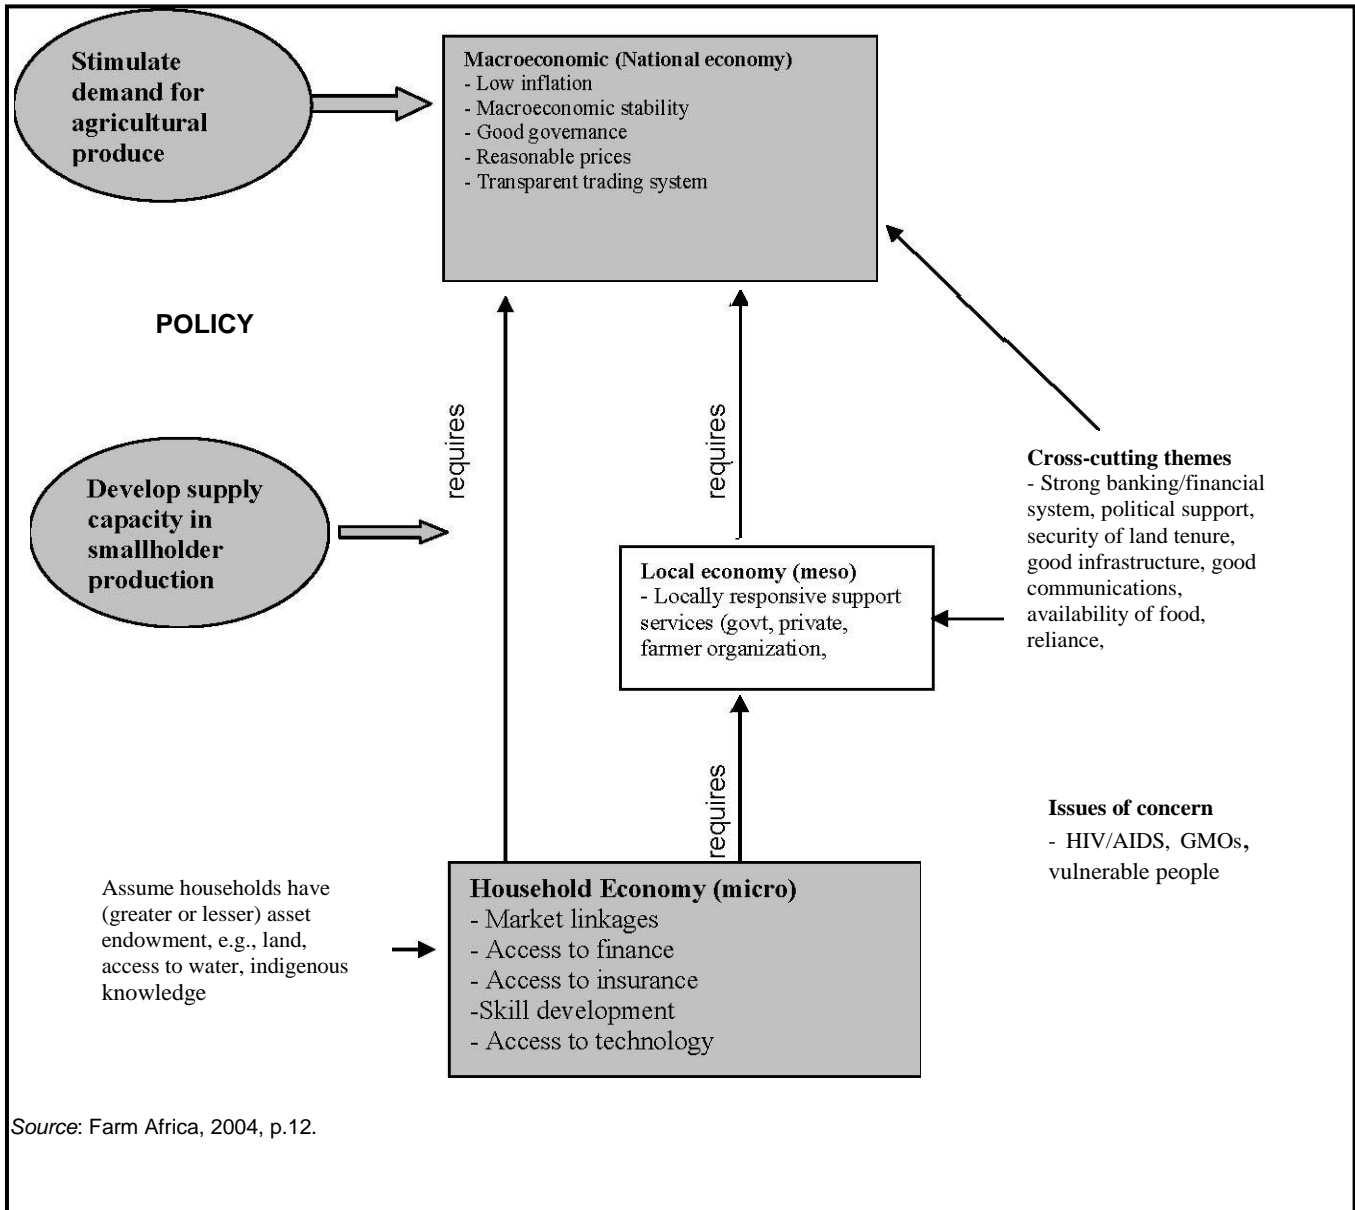 Stimulate
demand for
agricultural
produce
Macroeconomic (National economy)
- Low inflation
- Macroeconomic stability
- Good governance
- Reasonable prices
- Transparent trading system
POLICY
requires
requires
Develop supply
capacity in
smallholder
production
Cross-cutting themes
- Strong banking/financial
system, political support,
security of land tenure,
good infrastructure, good
communications,
availability of food,
reliance,
Local economy (meso)
- Locally responsive support
services (govt, private,
farmer organization,
requires
Issues of concern
- HIV/AIDS, GMOs,
vulnerable people
Assume households have
(greater or lesser) asset
endowment, e.g., land,
access to water, indigenous
knowledge
Household Economy (micro)
- Market linkages
- Access to finance
- Access to insurance
-Skill development
- Access to technology
Source: Farm Africa, 2004, p.12.